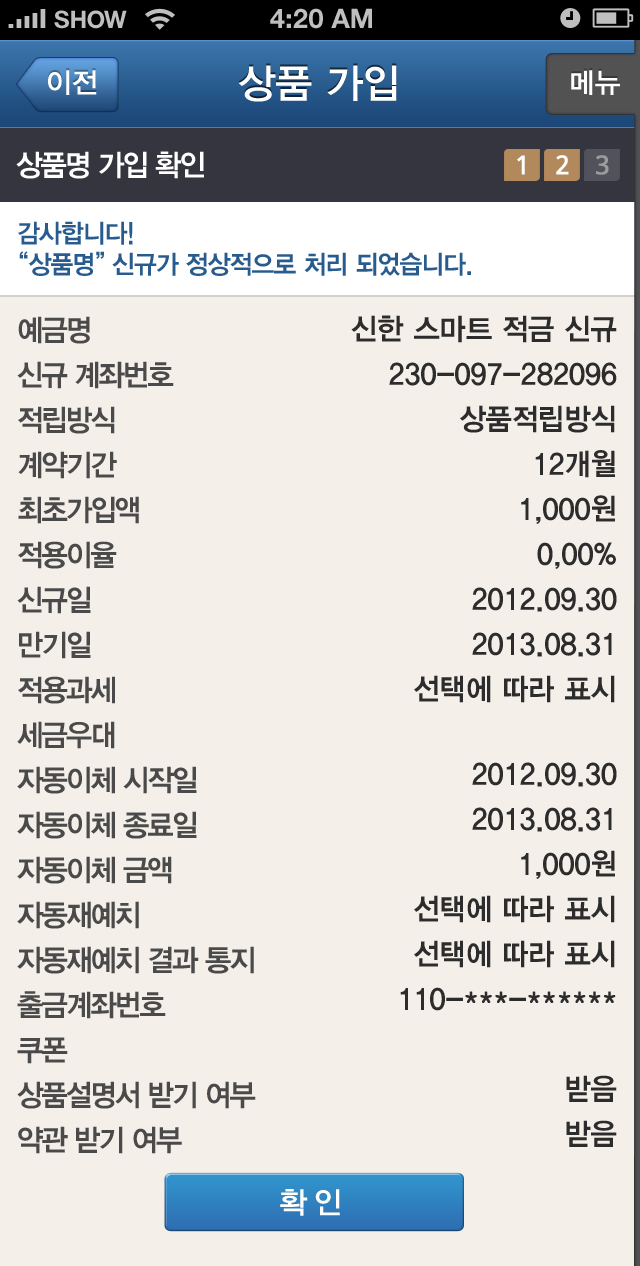 SHOW 4:20 AM
이전 상품 가입 메뉴
상품명 가입 확인 1 2 3
감사합니다!
“상품명” 신규가 정상적으로 처리 되었습니다.
예금명 신한 스마트 적금 신규
신규 계좌번호 230-097-282096
적립방식 상품적립방식
계약기간 12개월
최초가입액 1,000원
적용이율 0,00%
신규일 2012.09.30
만기일 2013.08.31
적용과세 선택에 따라 표시
세금우대
자동이체 시작일 2012.09.30
자동이체 종료일 2013.08.31
자동이체 금액 1,000원
자동재예치 선택에 따라 표시
자동재예치 결과 통지 선택에 따라 표시
출금계좌번호 110-***-******
쿠폰
상품설명서 받기 여부 받음
약관 받기 여부 받음
확인